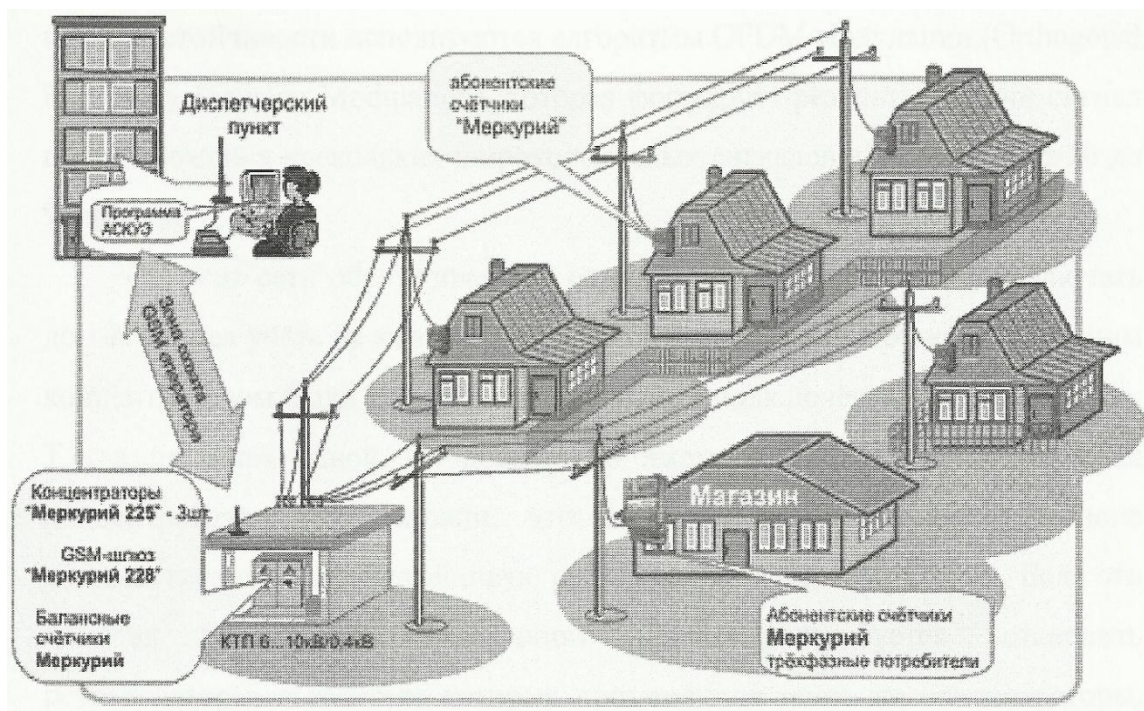 Диспетчерский
пункт
абонентские
счётчики
"Меркурий"
Программа
АСКУЭ
Зона охвата
GSM оператора
Концентраторы
"Меркурий 225" - 3шт.
GSM-шлюз
"Меркурий 228"
Балансные
счётчики
Меркурий
КТП 6...10кВ/0,4кВ
Магазин
Абонентские счётчики
Меркурий
трёхфазные потребители